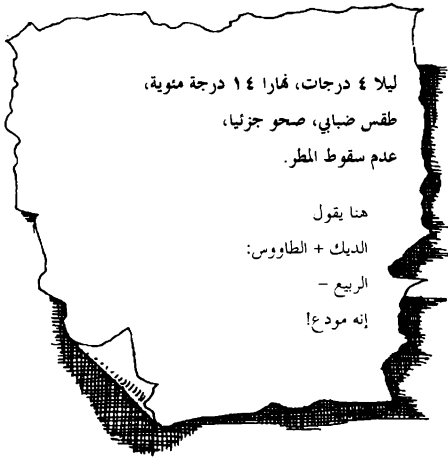 ليلا ٤ درجات، نهارا ١٤ درجة مئوية،
طقس ضبابي، صحو جزئيا،
عدم سقوط المطر.
هنا يقول
الديك + الطاووس:
الربيع –
إنه مودع!